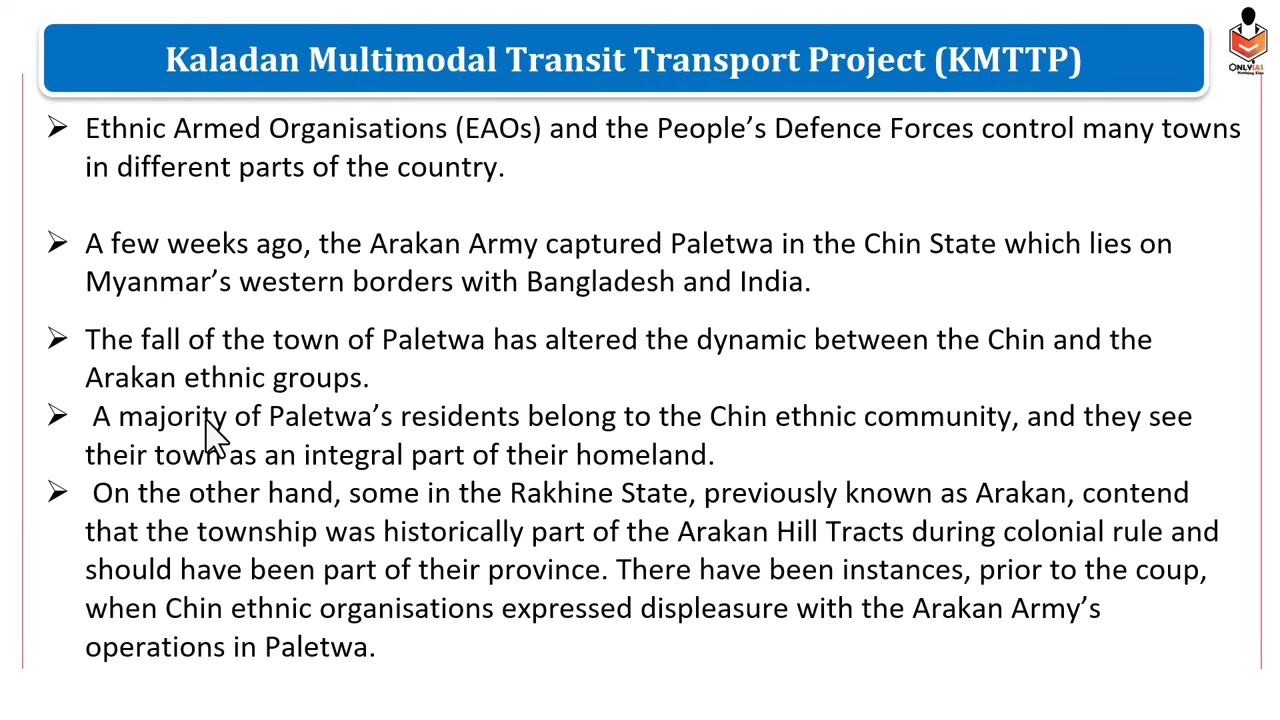 Kaladan Multimodal Transit Transport Project (KMTTP)
ONLYIAS
Nothing Else
➢ Ethnic Armed Organisations (EAOs) and the People’s Defence Forces control many towns
in different parts of the country.
➢ A few weeks ago, the Arakan Army captured Paletwa in the Chin State which lies on
Myanmar’s western borders with Bangladesh and India.
➢ The fall of the town of Paletwa has altered the dynamic between the Chin and the
Arakan ethnic groups.
➢ A majority of Paletwa’s residents belong to the Chin ethnic community, and they see
their town as an integral part of their homeland.
➢ On the other hand, some in the Rakhine State, previously known as Arakan, contend
that the township was historically part of the Arakan Hill Tracts during colonial rule and
should have been part of their province. There have been instances, prior to the coup,
when Chin ethnic organisations expressed displeasure with the Arakan Army’s
operations in Paletwa.